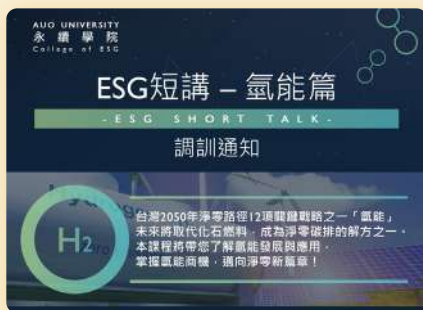 AUO UNIVERSITY
永續學院
College of ESG
ESG短講 – 氫能篇
- ESG SHORT TALK -
調訓通知
H2
台灣2050年淨零路徑12項關鍵戰略之一「氫能」
未來將取代化石燃料，成為淨零碳排的解方之一。
本課程將帶您了解氫能發展與應用，
掌握氫能商機，邁向淨零新篇章！